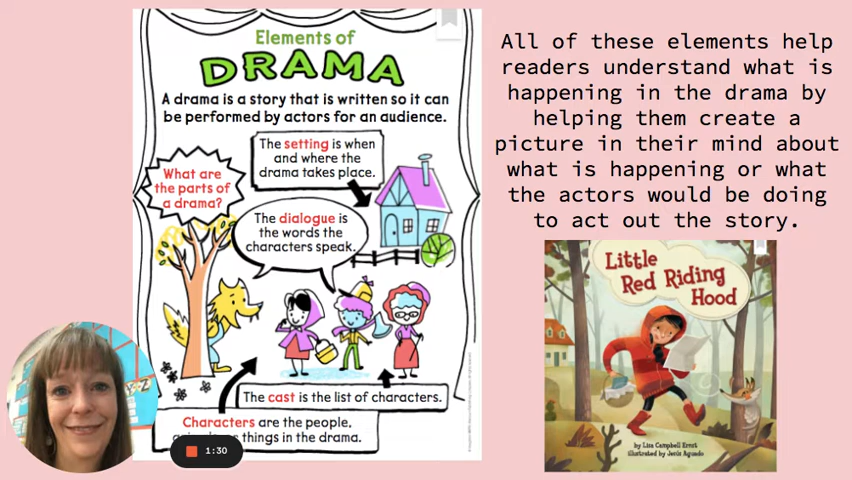 Elements of
DRAMA
A drama is a story that is written so it can
be performed by actors for an audience.
The setting is when
and where the
drama takes place.
What are
the parts of
a drama?
The dialogue is
the words the
characters speak.
The cast is the list of characters.
Characters are the people,
things in the drama.
1:30
All of these elements help
readers understand what is
happening in the drama by
helping them create a
picture in their mind about
what is happening or what
the actors would be doing
to act out the story.
Little
Red Riding
Hood
by Lisa Campbell Ernst
illustrated by Jesús Aguado